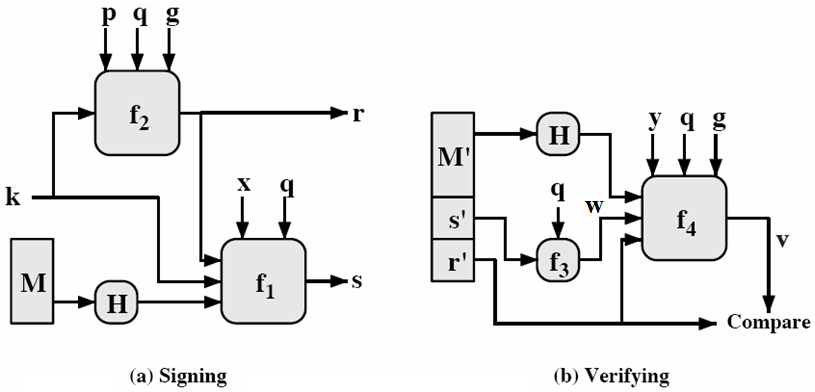 p q g
f2
r
k
x q
M
H
f1
s
(a) Signing
M'
s'
r'
H
q
f3
w
y q g
f4
v
Compare
(b) Verifying